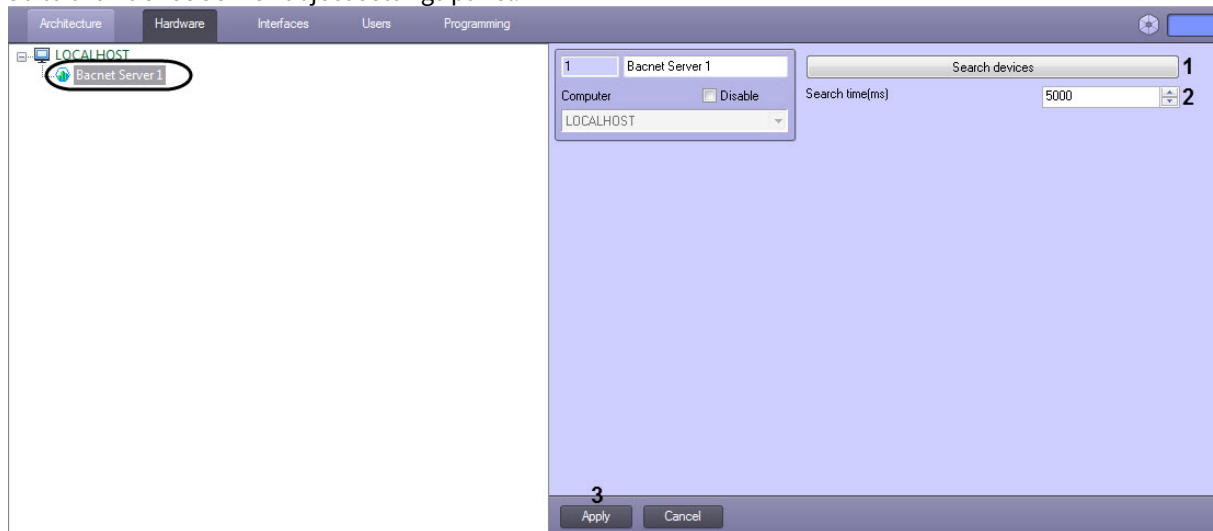 Architecture Hardware Interfaces Users Programming
LOCALHOST
Bacnet Server 1
1 Bacnet Server 1
Computer Disable
LOCALHOST
Search devices 1
Search time(ms) 5000 2
3
Apply Cancel